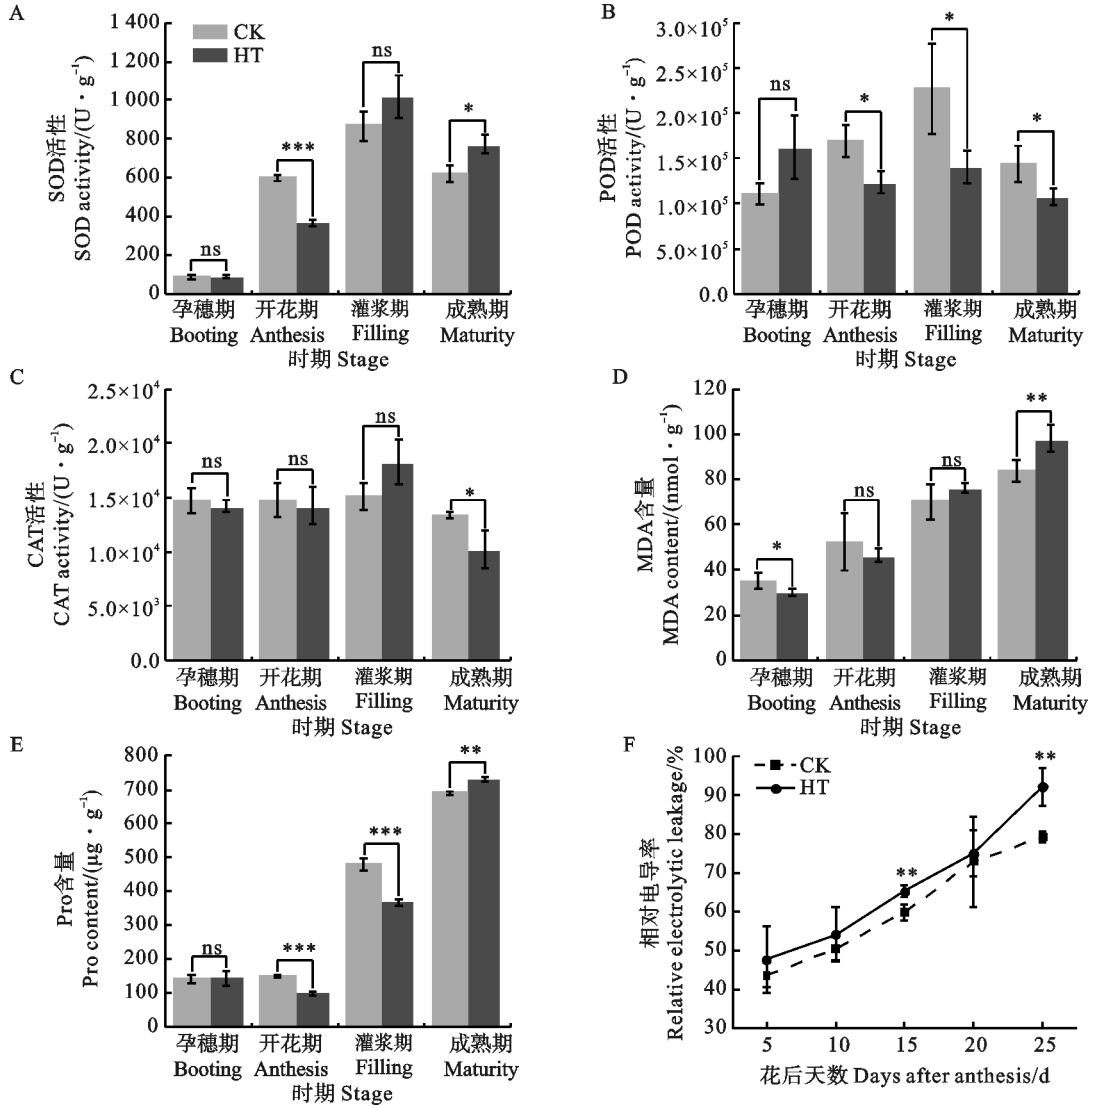 A
SOD活性
SOD activity/(U·g⁻¹)
1 400
1 200
1 000
800
600
400
200
0
CK
HT
ns
***
ns
*
孕穗期 开花期 灌浆期 成熟期
Booting Anthesis Filling Maturity
时期 Stage
B
POD活性
POD activity/(U·g⁻¹)
3.0×10⁵
2.5×10⁵
2.0×10⁵
1.5×10⁵
1.0×10⁵
5.0×10⁵
0.0
ns
*
*
*
孕穗期 开花期 灌浆期 成熟期
Booting Anthesis Filling Maturity
时期 Stage
C
CAT活性
CAT activity/(U·g⁻¹)
2.5×10⁴
2.0×10⁴
1.5×10⁴
1.0×10⁴
5.0×10³
0.0
ns
ns
ns
*
孕穗期 开花期 灌浆期 成熟期
Booting Anthesis Filling Maturity
时期 Stage
D
MDA含量
MDA content/(nmol·g⁻¹)
120
100
80
60
40
20
0
*
ns
ns
**
孕穗期 开花期 灌浆期 成熟期
Booting Anthesis Filling Maturity
时期 Stage
E
Pro含量
Pro content/(μg·g⁻¹)
800
700
600
500
400
300
200
100
0
ns
***
***
**
孕穗期 开花期 灌浆期 成熟期
Booting Anthesis Filling Maturity
时期 Stage
F
相对电导率
Relative electrolytic leakage/%
100
90
80
70
60
50
40
30
CK
HT
**
**
5 10 15 20 25
花后天数 Days after anthesis/d